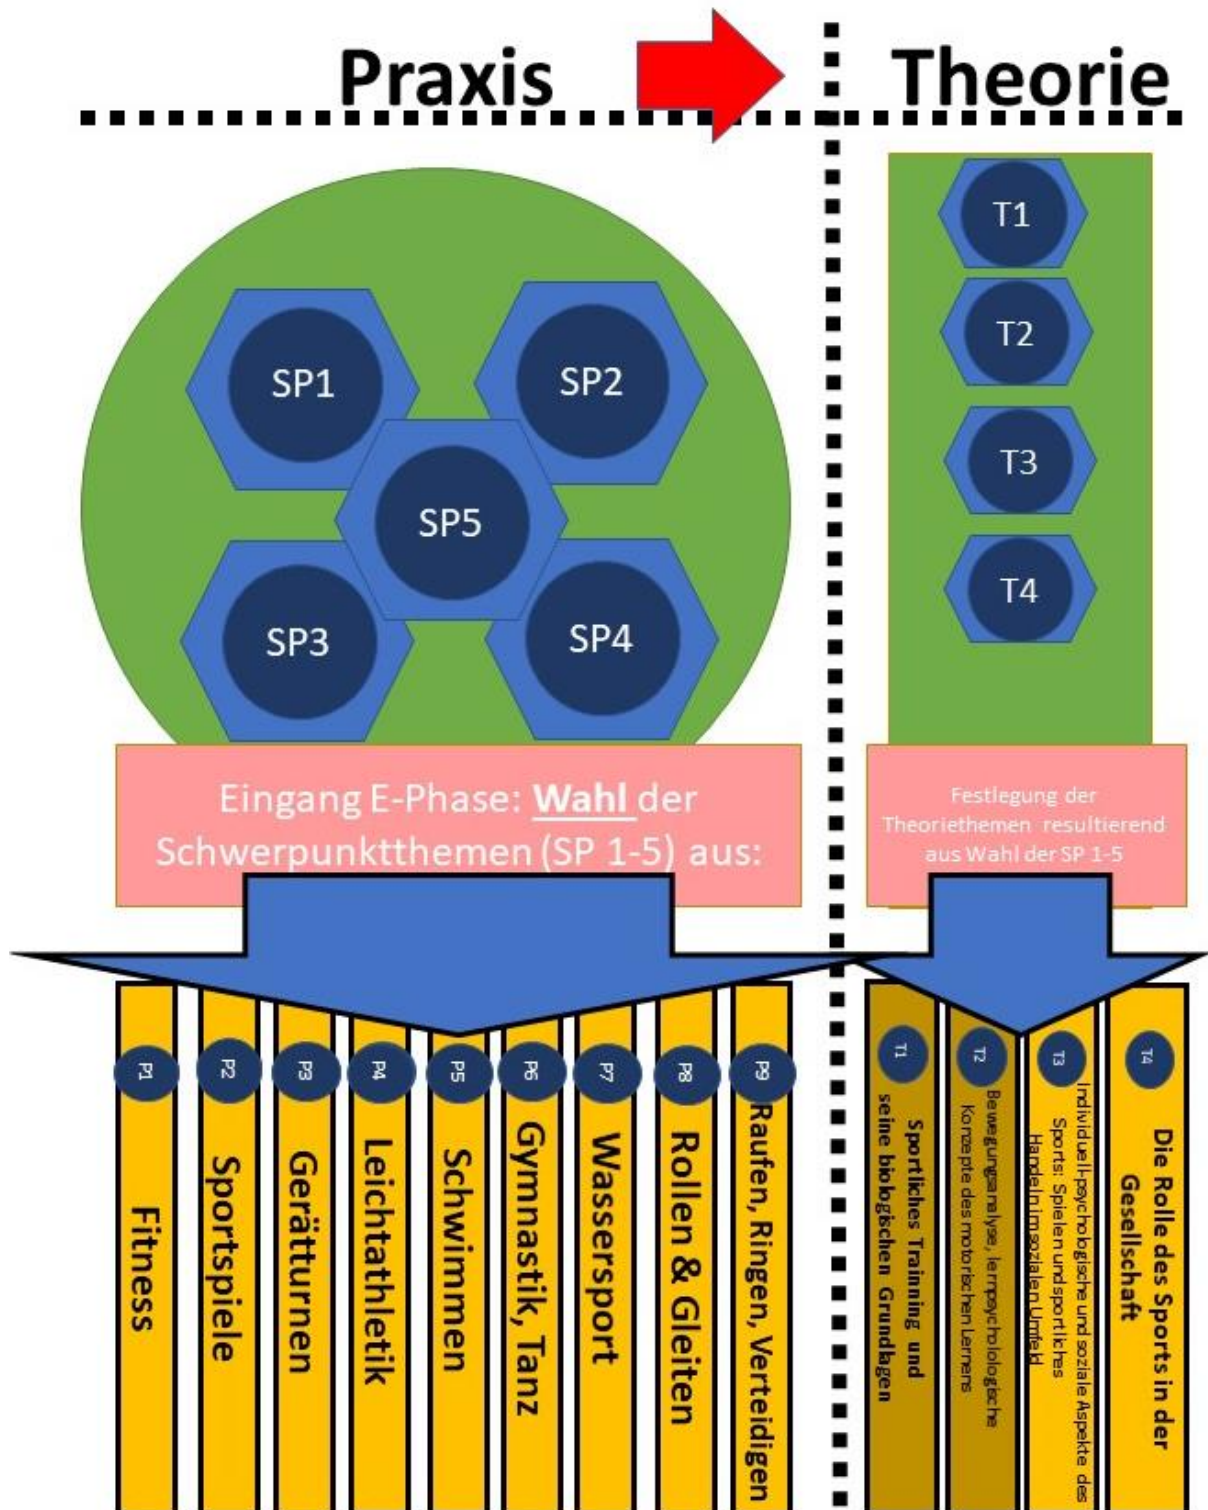 Praxis
Theorie
SP1
SP2
SP5
SP3
SP4
T1
T2
T3
T4
Eingang E-Phase: Wahl der
Schwerpunktthemen (SP 1-5) aus:
Festlegung der
Theoriethemen resultierend
aus Wahl der SP 1-5
P1
Fitness
P2
Sportspiele
P3
Gerätturnen
P4
Leichtathletik
P5
Schwimmen
P6
Gymnastik, Tanz
P7
Wassersport
P8
Rollen & Gleiten
P9
Raufen, Ringen, Verteidigen
T1
Sportliches Trainning und
seine biologischen Grundlagen
T2
Bewegungsanalyse, lernpsycholologische
Konzepte des motorischen Lernens
T3
Individuell-psychologische und soziale Aspekte des
Sports: Spielen und sportliches
Handeln im sozialen Umfeld
T4
Die Rolle des Sports in der
Gesellschaft